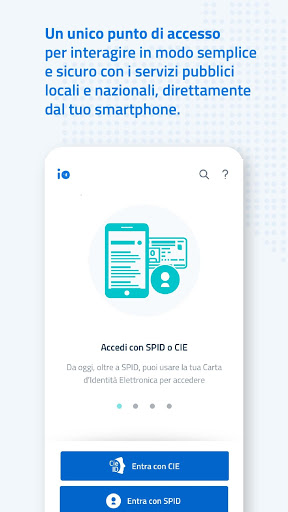 Un unico punto di accesso
per interagire in modo semplice
e sicuro con i servizi pubblici
locali e nazionali, direttamente
dal tuo smartphone.
io
?
Accedi con SPID o CIE
Da oggi, oltre a SPID, puoi usare la tua Carta
d'Identità Elettronica per accedere
Cie
iD
Entra con CIE
Entra con SPID